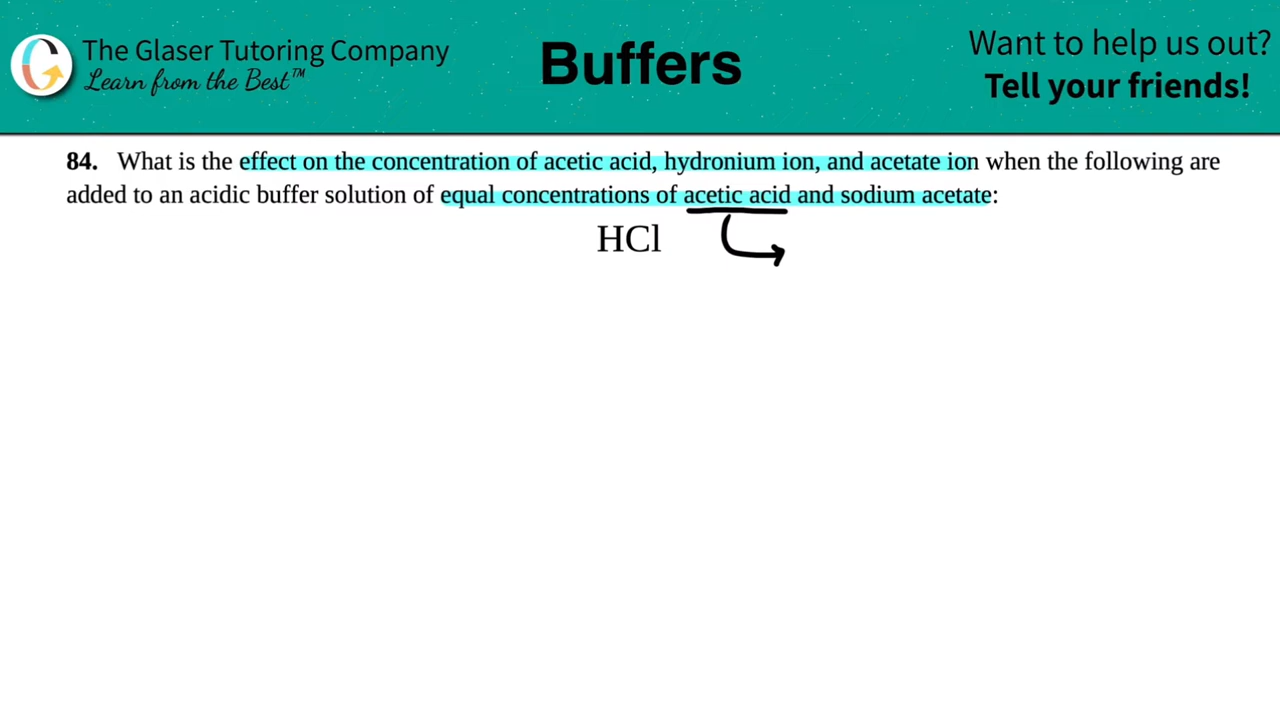 The Glaser Tutoring Company
Learn from the Best™
Buffers
Want to help us out?
Tell your friends!
84. What is the effect on the concentration of acetic acid, hydronium ion, and acetate ion when the following are
added to an acidic buffer solution of equal concentrations of acetic acid and sodium acetate:
HCl